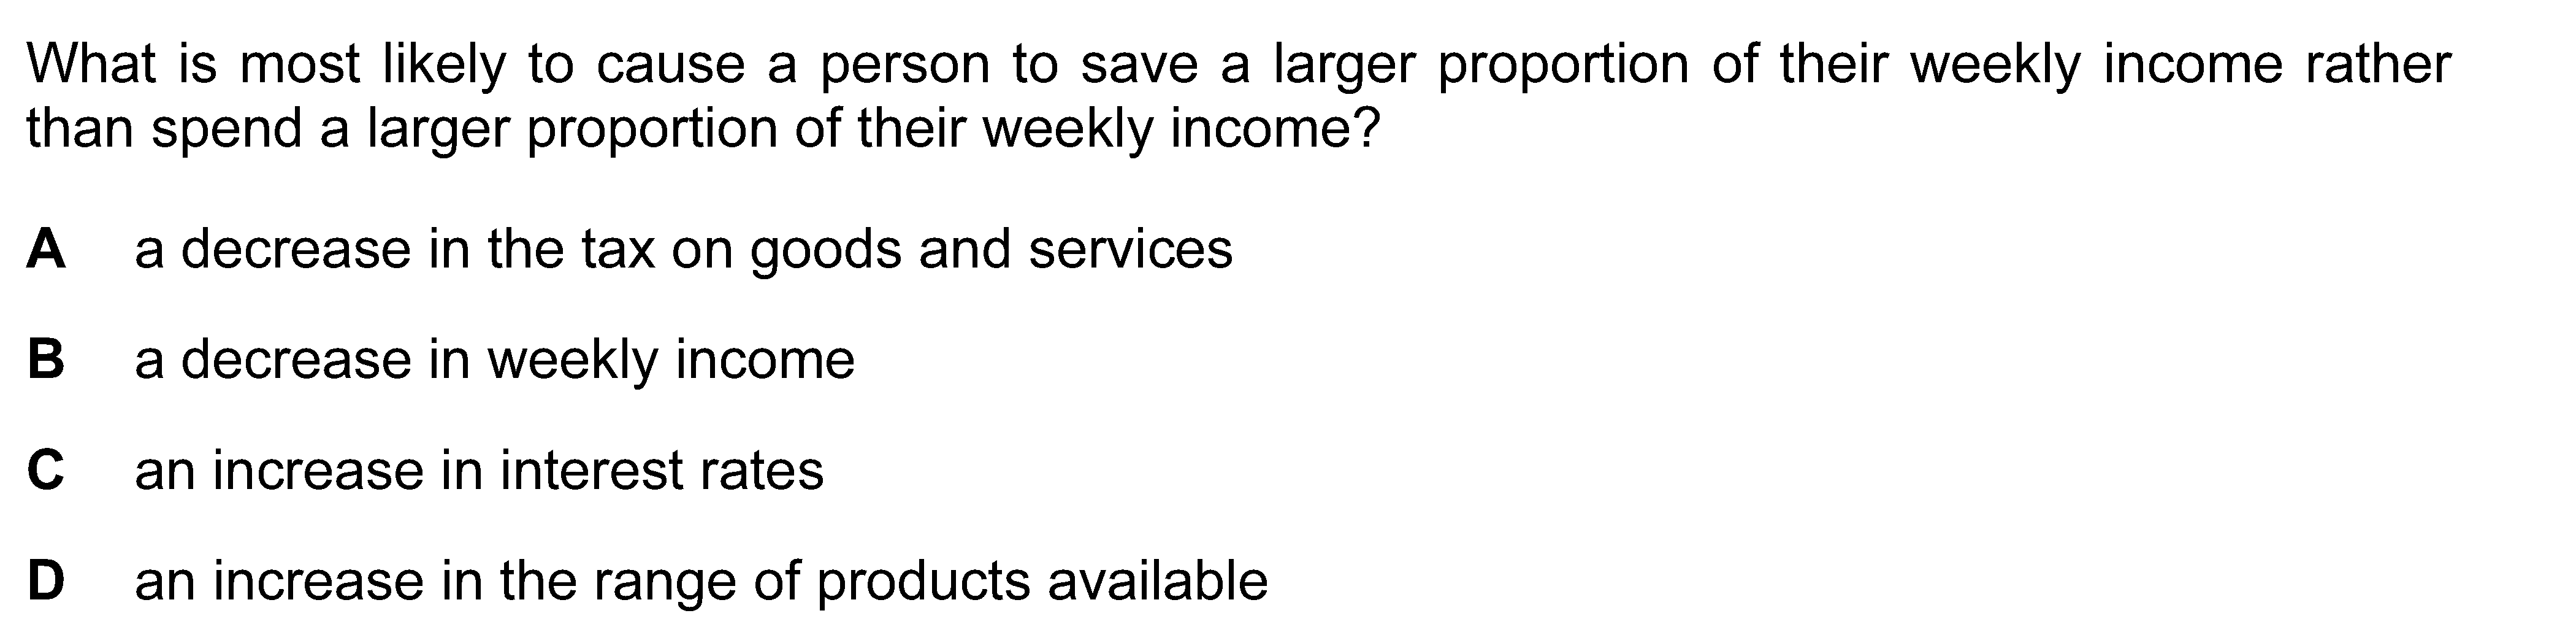 What is most likely to cause a person to save a larger proportion of their weekly income rather
than spend a larger proportion of their weekly income?
A a decrease in the tax on goods and services
B a decrease in weekly income
C an increase in interest rates
D an increase in the range of products available